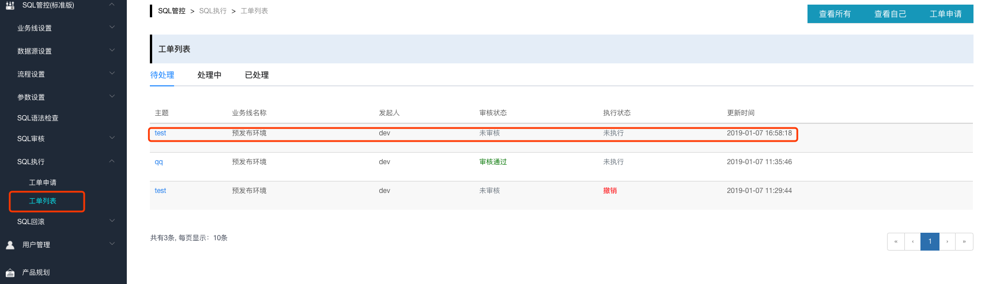 SQL管控(标准版)
业务线设置
数据源设置
流程设置
参数设置
SQL语法检查
SQL审核
SQL执行
工单申请
工单列表
SQL回滚
用户管理
产品规划
SQL管控 > SQL执行 > 工单列表
查看所有 查看自己 工单申请
工单列表
待处理 处理中 已处理
主题 业务线名称 发起人 审核状态 执行状态 更新时间
test 预发布环境 dev 未审核 未执行 2019-01-07 16:58:18
qq 预发布环境 dev 审核通过 未执行 2019-01-07 11:35:46
test 预发布环境 dev 未审核 撤销 2019-01-07 11:29:44
共有3条, 每页显示：10条
« ‹ 1 › »